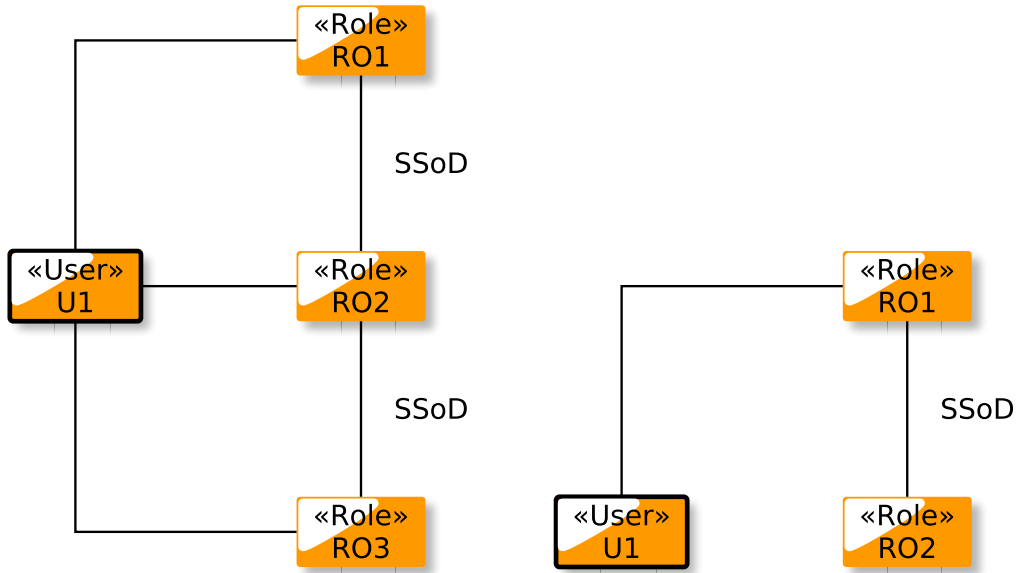 «Role»
RO1
SSoD
«User»
U1
«Role»
RO2
SSoD
«Role»
RO3
«Role»
RO1
SSoD
«User»
U1
«Role»
RO2